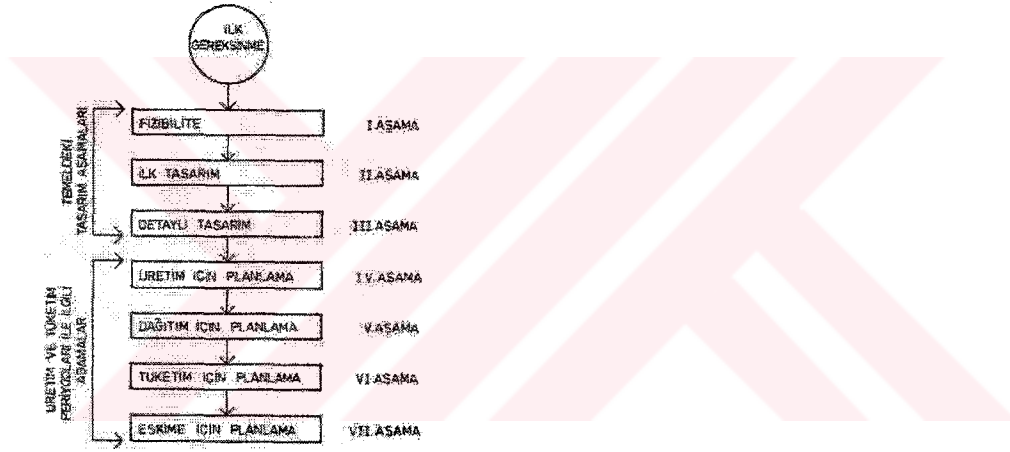 İLK
GEREKSİNME
FİZİBİLİTE
I.AŞAMA
İLK TASARIM
II.AŞAMA
DETAYLI TASARIM
III.AŞAMA
TEMELDEKİ
TASARIM AŞAMALARI
ÜRETİM İÇİN PLANLAMA
IV.AŞAMA
DAĞITIM İÇİN PLANLAMA
V.AŞAMA
TÜKETİM İÇİN PLANLAMA
VI.AŞAMA
ESKİME İÇİN PLANLAMA
VII.AŞAMA
ÜRETİM VE TÜKETİM
PERİYODLARI İLE İLGİLİ
AŞAMALAR